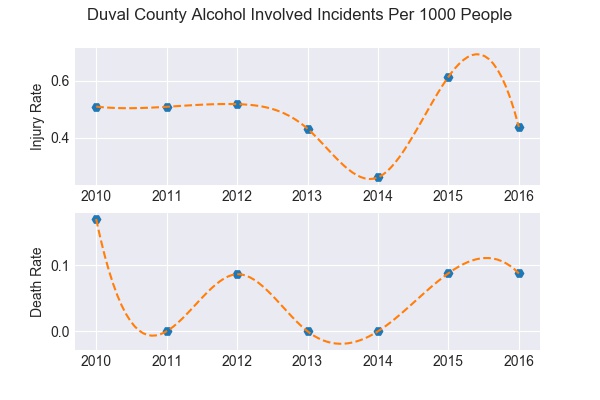 Duval County Alcohol Involved Incidents Per 1000 People
Injury Rate
0.6
0.4
2010 2011 2012 2013 2014 2015 2016
Death Rate
0.1
0.0
2010 2011 2012 2013 2014 2015 2016